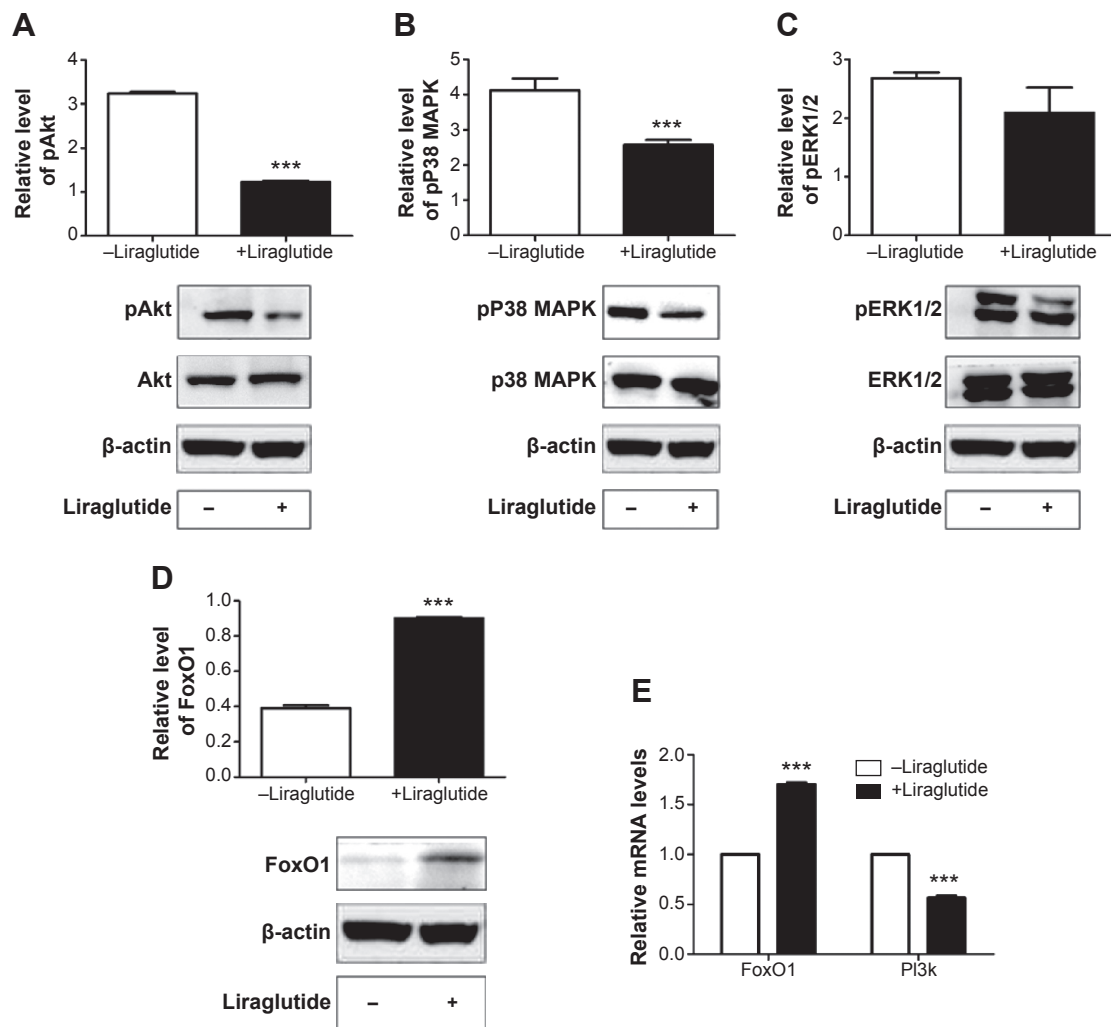 A
Relative level
of pAkt
4
3
2
1
0
***
–Liraglutide
+Liraglutide
pAkt
Akt
β-actin
Liraglutide
–
+
B
Relative level
of pP38 MAPK
5
4
3
2
1
0
***
–Liraglutide
+Liraglutide
pP38 MAPK
p38 MAPK
β-actin
Liraglutide
–
+
C
Relative level
of pERK1/2
3
2
1
0
–Liraglutide
+Liraglutide
pERK1/2
ERK1/2
β-actin
Liraglutide
–
+
D
Relative level
of FoxO1
1.0
0.8
0.6
0.4
0.2
0.0
***
–Liraglutide
+Liraglutide
FoxO1
β-actin
Liraglutide
–
+
E
Relative mRNA levels
2.0
1.5
1.0
0.5
0.0
***
***
–Liraglutide
+Liraglutide
FoxO1
PI3k